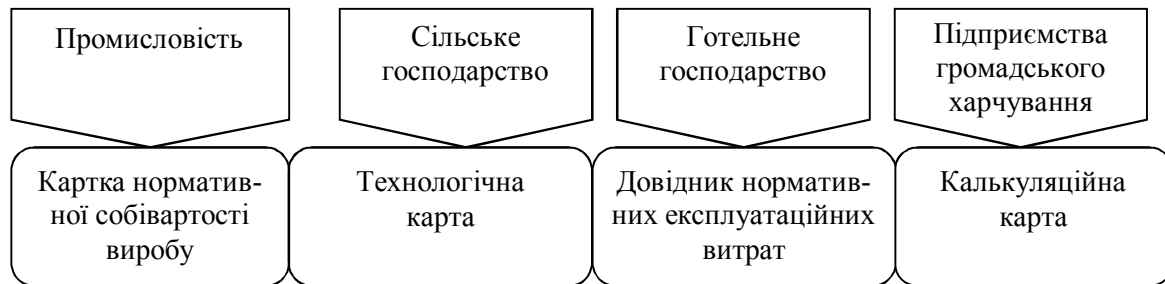 Промисловість
Сільське
господарство
Готельне
господарство
Підприємства
громадського
харчування
Картка норматив-
ної собівартості
виробу
Технологічна
карта
Довідник норматив-
них експлуатаційних
витрат
Калькуляційна
карта